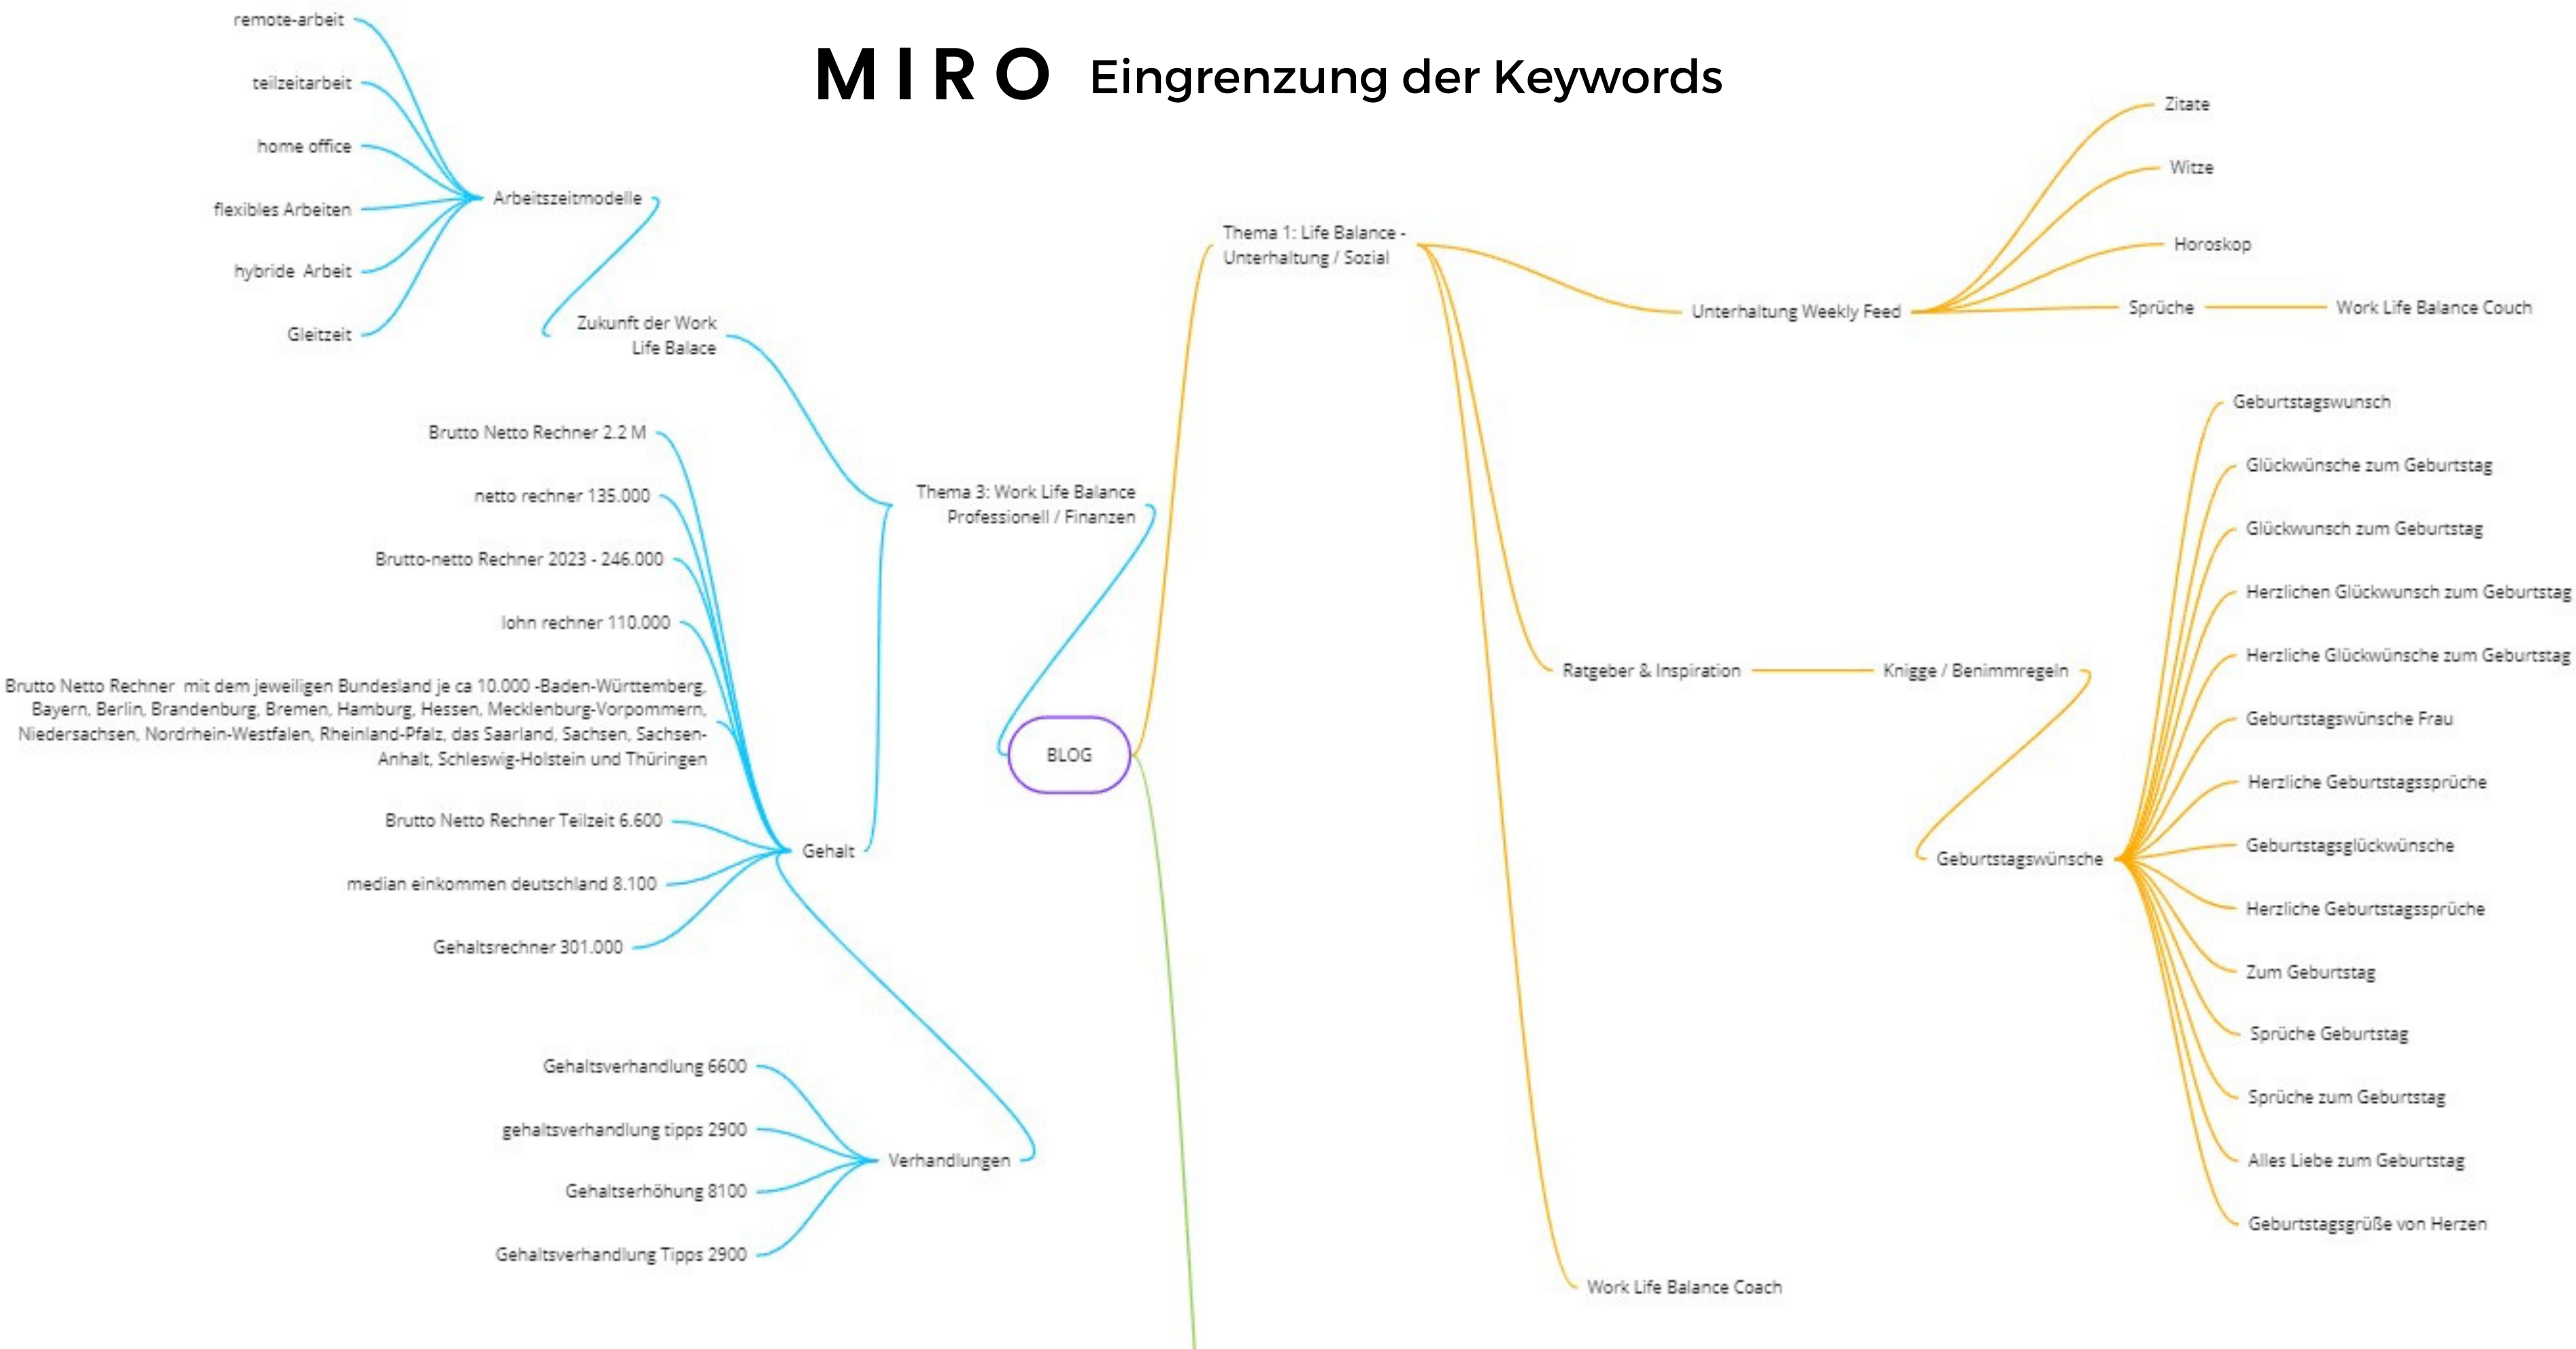 MIRO Eingrenzung der Keywords
remote-arbeit
teilzeitarbeit
home office
flexibles Arbeiten
hybride Arbeit
Gleitzeit
Arbeitszeitmodelle
Zukunft der Work
Life Balace
Brutto Netto Rechner 2.2 M
netto rechner 135.000
Brutto-netto Rechner 2023 - 246.000
lohn rechner 110.000
Brutto Netto Rechner mit dem jeweiligen Bundesland je ca 10.000 -Baden-Württemberg,
Bayern, Berlin, Brandenburg, Bremen, Hamburg, Hessen, Mecklenburg-Vorpommern,
Niedersachsen, Nordrhein-Westfalen, Rheinland-Pfalz, das Saarland, Sachsen, Sachsen-
Anhalt, Schleswig-Holstein und Thüringen
Brutto Netto Rechner Teilzeit 6.600
median einkommen deutschland 8.100
Gehaltsrechner 301.000
Gehalt
Gehaltsverhandlung 6600
gehaltsverhandlung tipps 2900
Gehaltserhöhung 8100
Gehaltsverhandlung Tipps 2900
Verhandlungen
Thema 3: Work Life Balance
Professionell / Finanzen
BLOG
Thema 1: Life Balance -
Unterhaltung / Sozial
Unterhaltung Weekly Feed
Zitate
Witze
Horoskop
Sprüche
Work Life Balance Couch
Ratgeber & Inspiration
Knigge / Benimmregeln
Geburtstagswünsche
Geburtstagswunsch
Glückwünsche zum Geburtstag
Glückwunsch zum Geburtstag
Herzlichen Glückwunsch zum Geburtstag
Herzliche Glückwünsche zum Geburtstag
Geburtstagswünsche Frau
Herzliche Geburtstagssprüche
Geburtstagsglückwünsche
Herzliche Geburtstagssprüche
Zum Geburtstag
Sprüche Geburtstag
Sprüche zum Geburtstag
Alles Liebe zum Geburtstag
Geburtstagsgrüße von Herzen
Work Life Balance Coach